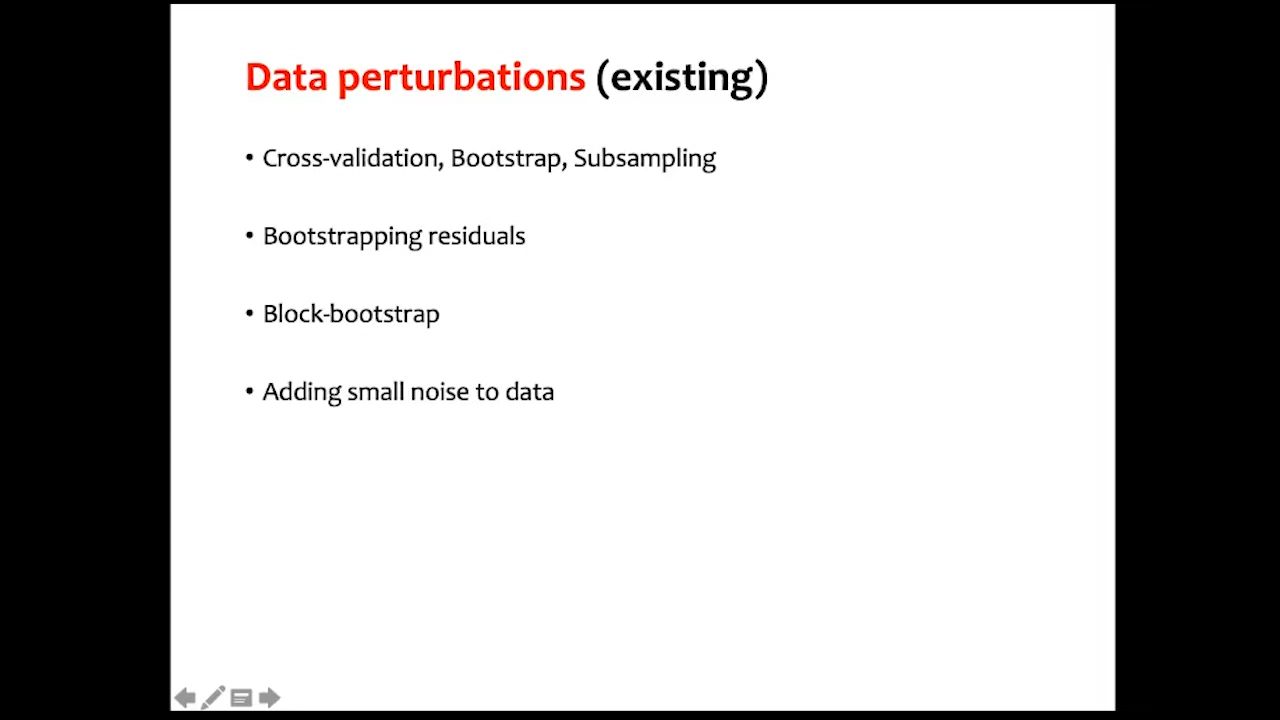 Data perturbations (existing)
• Cross-validation, Bootstrap, Subsampling
• Bootstrapping residuals
• Block-bootstrap
• Adding small noise to data